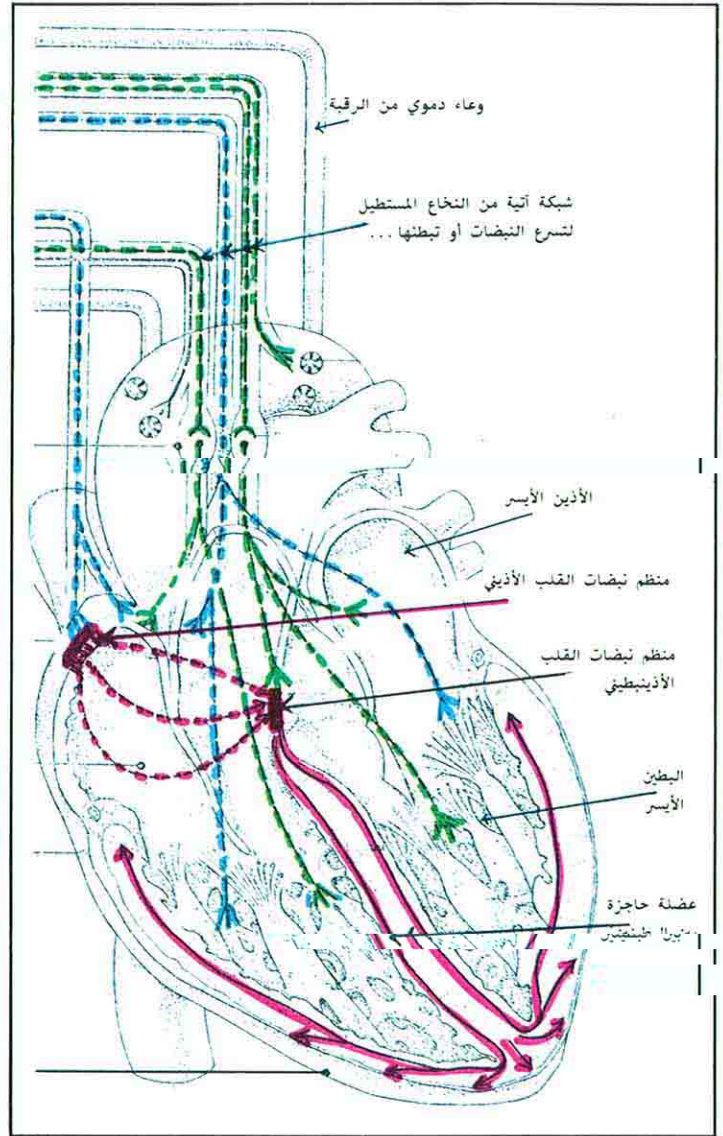 وعاء دموي من الرقبة
شبكة آتية من النخاع المستطيل
لتسرع النبضات أو تبطئها ...
الأذين الأيسر
منظم نبضات القلب الأذيني
منظم نبضات القلب
الأذينبطيني
البطين
الأيسر
عضلة حاجزة